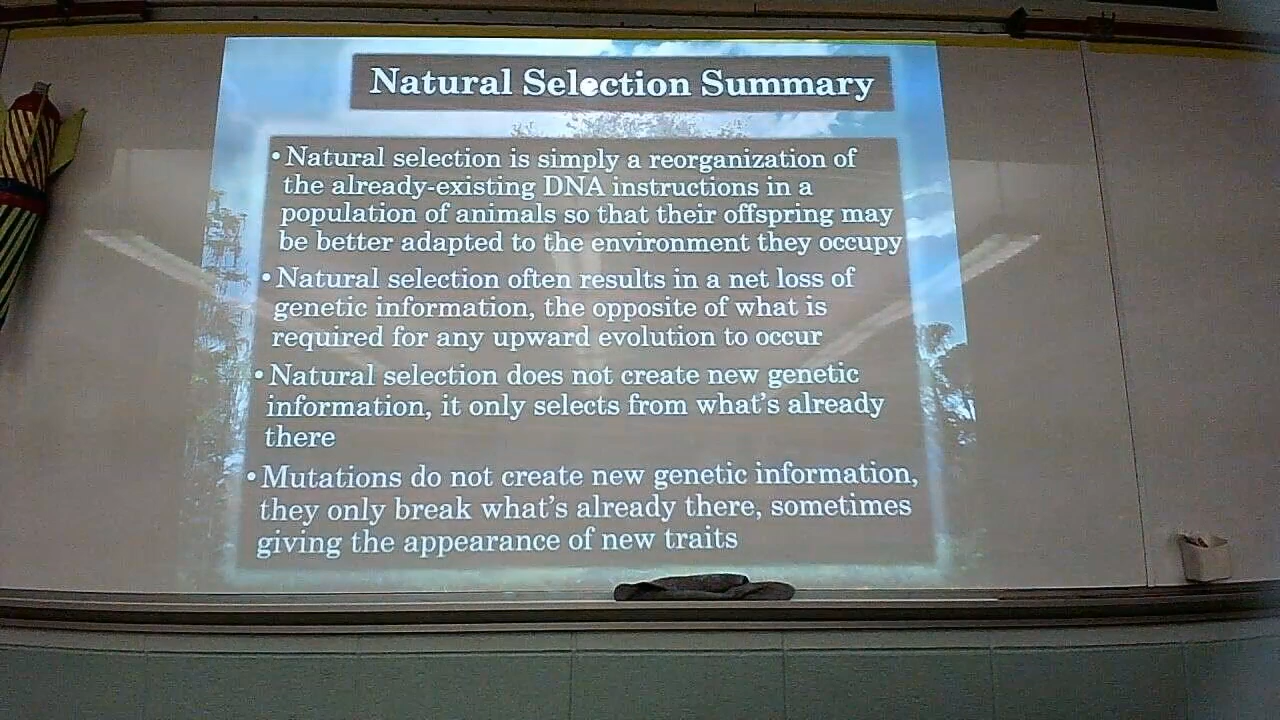 Natural Selection Summary
• Natural selection is simply a reorganization of
the already-existing DNA instructions in a
population of animals so that their offspring may
be better adapted to the environment they occupy
• Natural selection often results in a net loss of
genetic information, the opposite of what is
required for any upward evolution to occur
• Natural selection does not create new genetic
information, it only selects from what's already
there
• Mutations do not create new genetic information,
they only break what's already there, sometimes
giving the appearance of new traits